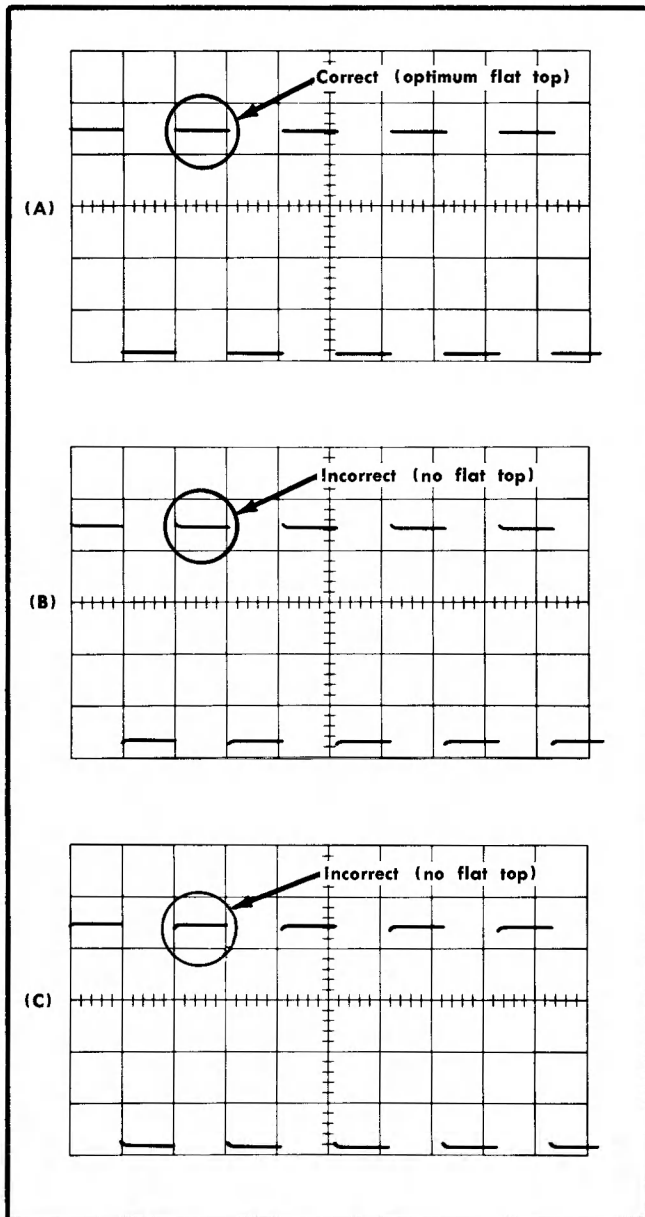 Correct (optimum flat top)
(A)
Incorrect (no flat top)
(B)
Incorrect (no flat top)
(C)